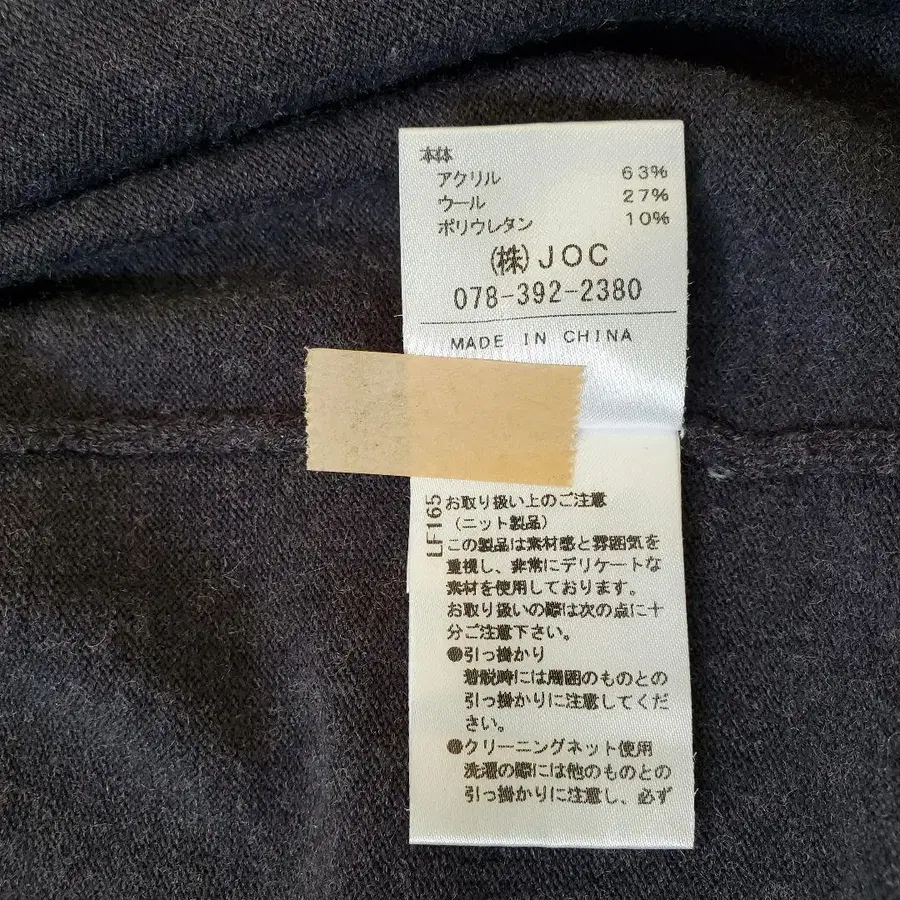 本体
アクリル 63%
ウール 27%
ポリウレタン 10%
(株)JOC
078-392-2380
MADE IN CHINA
LF165
お取り扱い上のご注意
(ニット製品)
この製品は素材感と雰囲気を
重視し、非常にデリケートな
素材を使用しております。
お取り扱いの際は次の点に十
分ご注意下さい。
●引っ掛かり
着脱時には周囲のものとの
引っ掛かりに注意してくだ
さい。
●クリーニングネット使用
洗濯の際には他のものとの
引っ掛かりに注意し、必ず